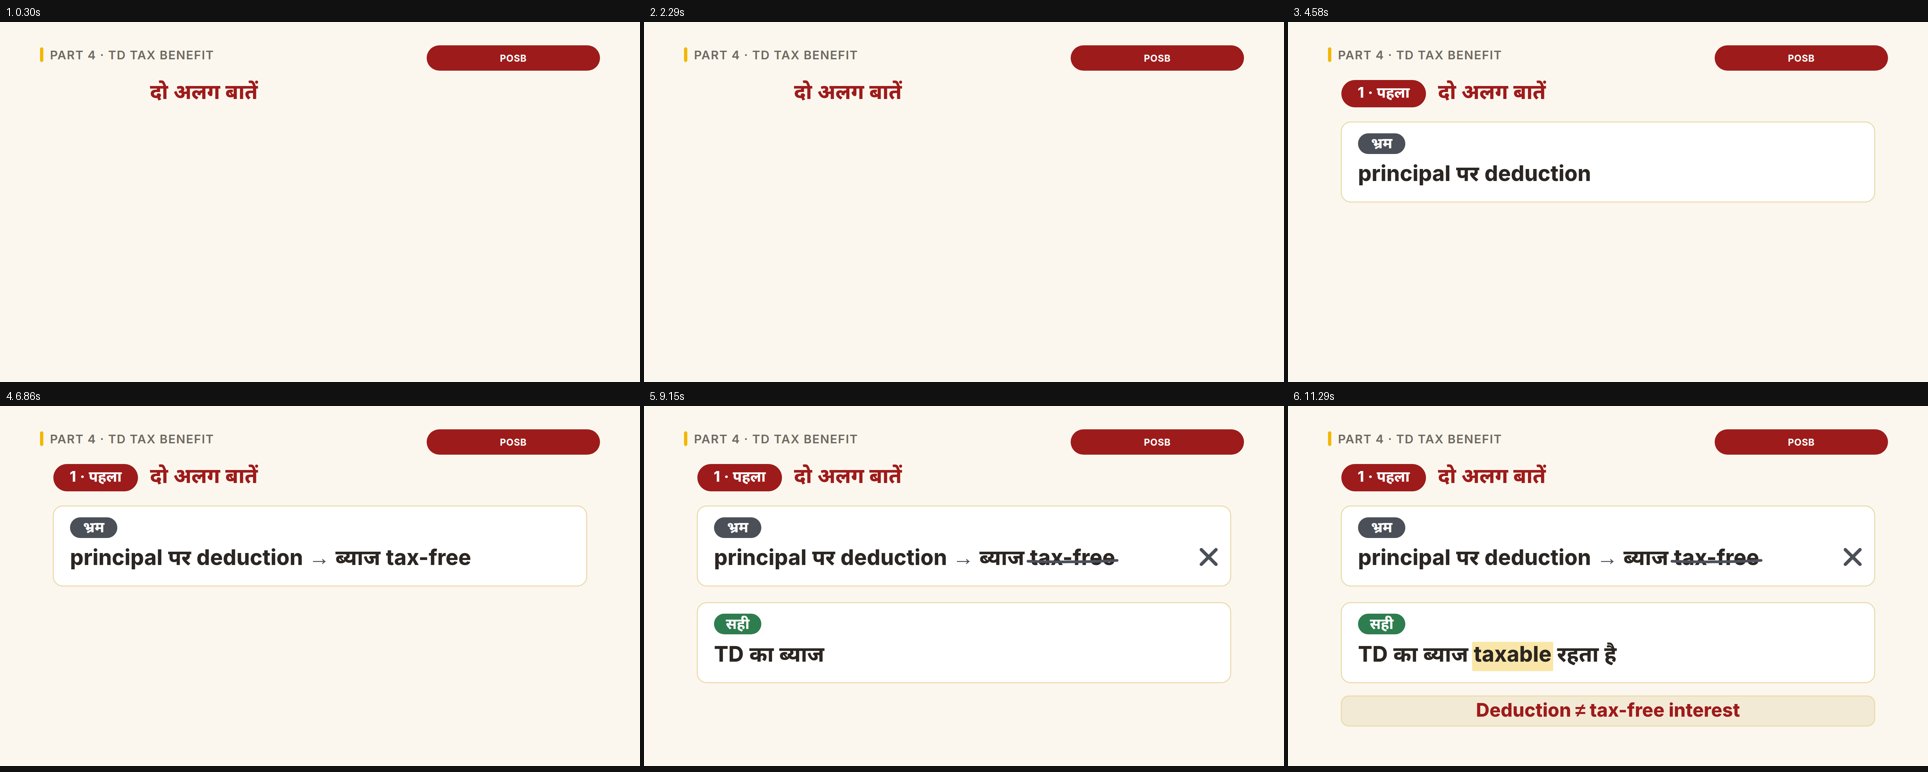 1. 0.30s
PART 4 · TD TAX BENEFIT
POSB
दो अलग बातें
2. 2.29s
PART 4 · TD TAX BENEFIT
POSB
दो अलग बातें
3. 4.58s
PART 4 · TD TAX BENEFIT
POSB
1 · पहला दो अलग बातें
भ्रम
principal पर deduction
4. 6.86s
PART 4 · TD TAX BENEFIT
POSB
1 · पहला दो अलग बातें
भ्रम
principal पर deduction → ब्याज tax-free
5. 9.15s
PART 4 · TD TAX BENEFIT
POSB
1 · पहला दो अलग बातें
भ्रम
principal पर deduction → ब्याज tax-free ✕
सही
TD का ब्याज
6. 11.29s
PART 4 · TD TAX BENEFIT
POSB
1 · पहला दो अलग बातें
भ्रम
principal पर deduction → ब्याज tax-free ✕
सही
TD का ब्याज taxable रहता है
Deduction ≠ tax-free interest